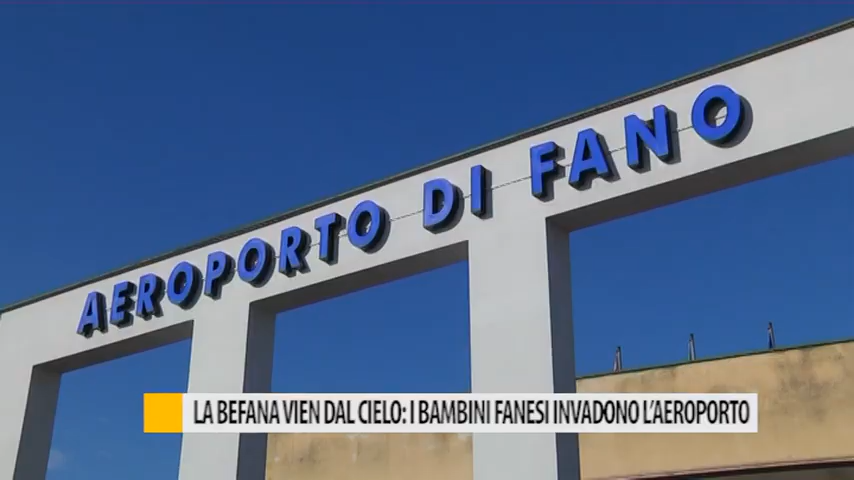 AEROPORTO DI FANO
LA BEFANA VIEN DAL CIELO: I BAMBINI FANESI INVADONO L'AEROPORTO